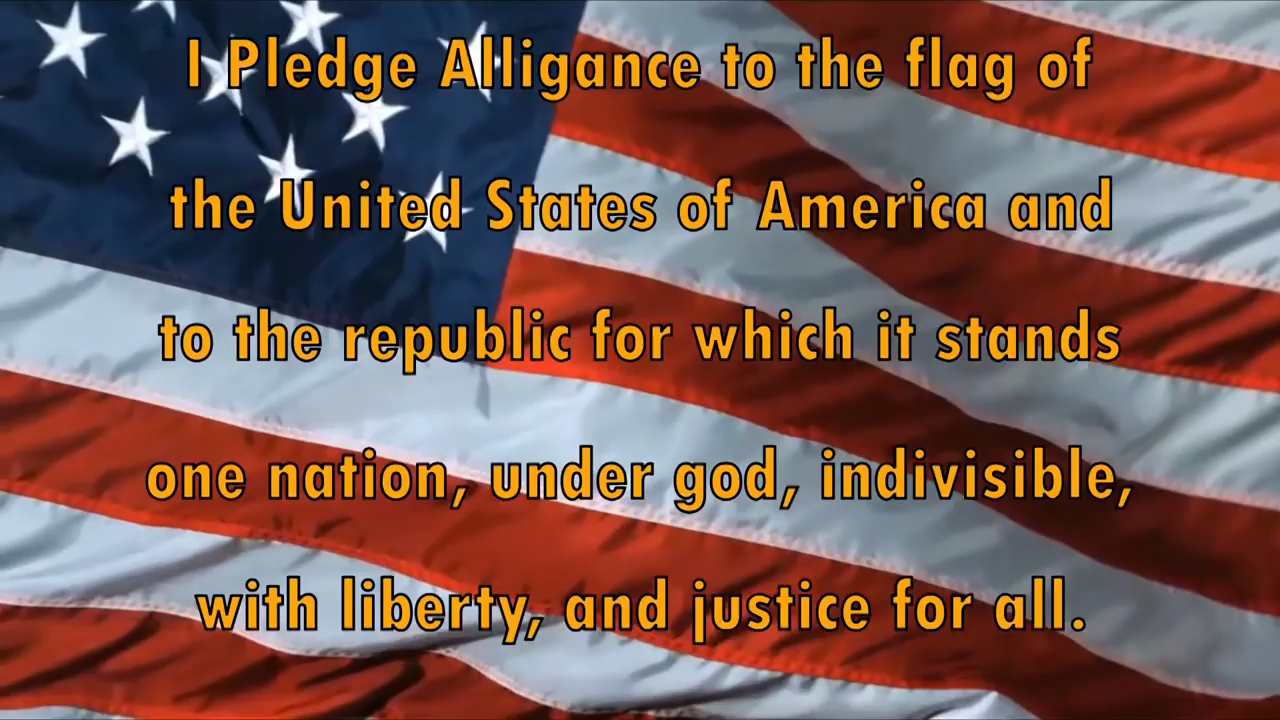 I Pledge Alligance to the flag of
the United States of America and
to the republic for which it stands
one nation, under god, indivisible,
with liberty, and justice for all.